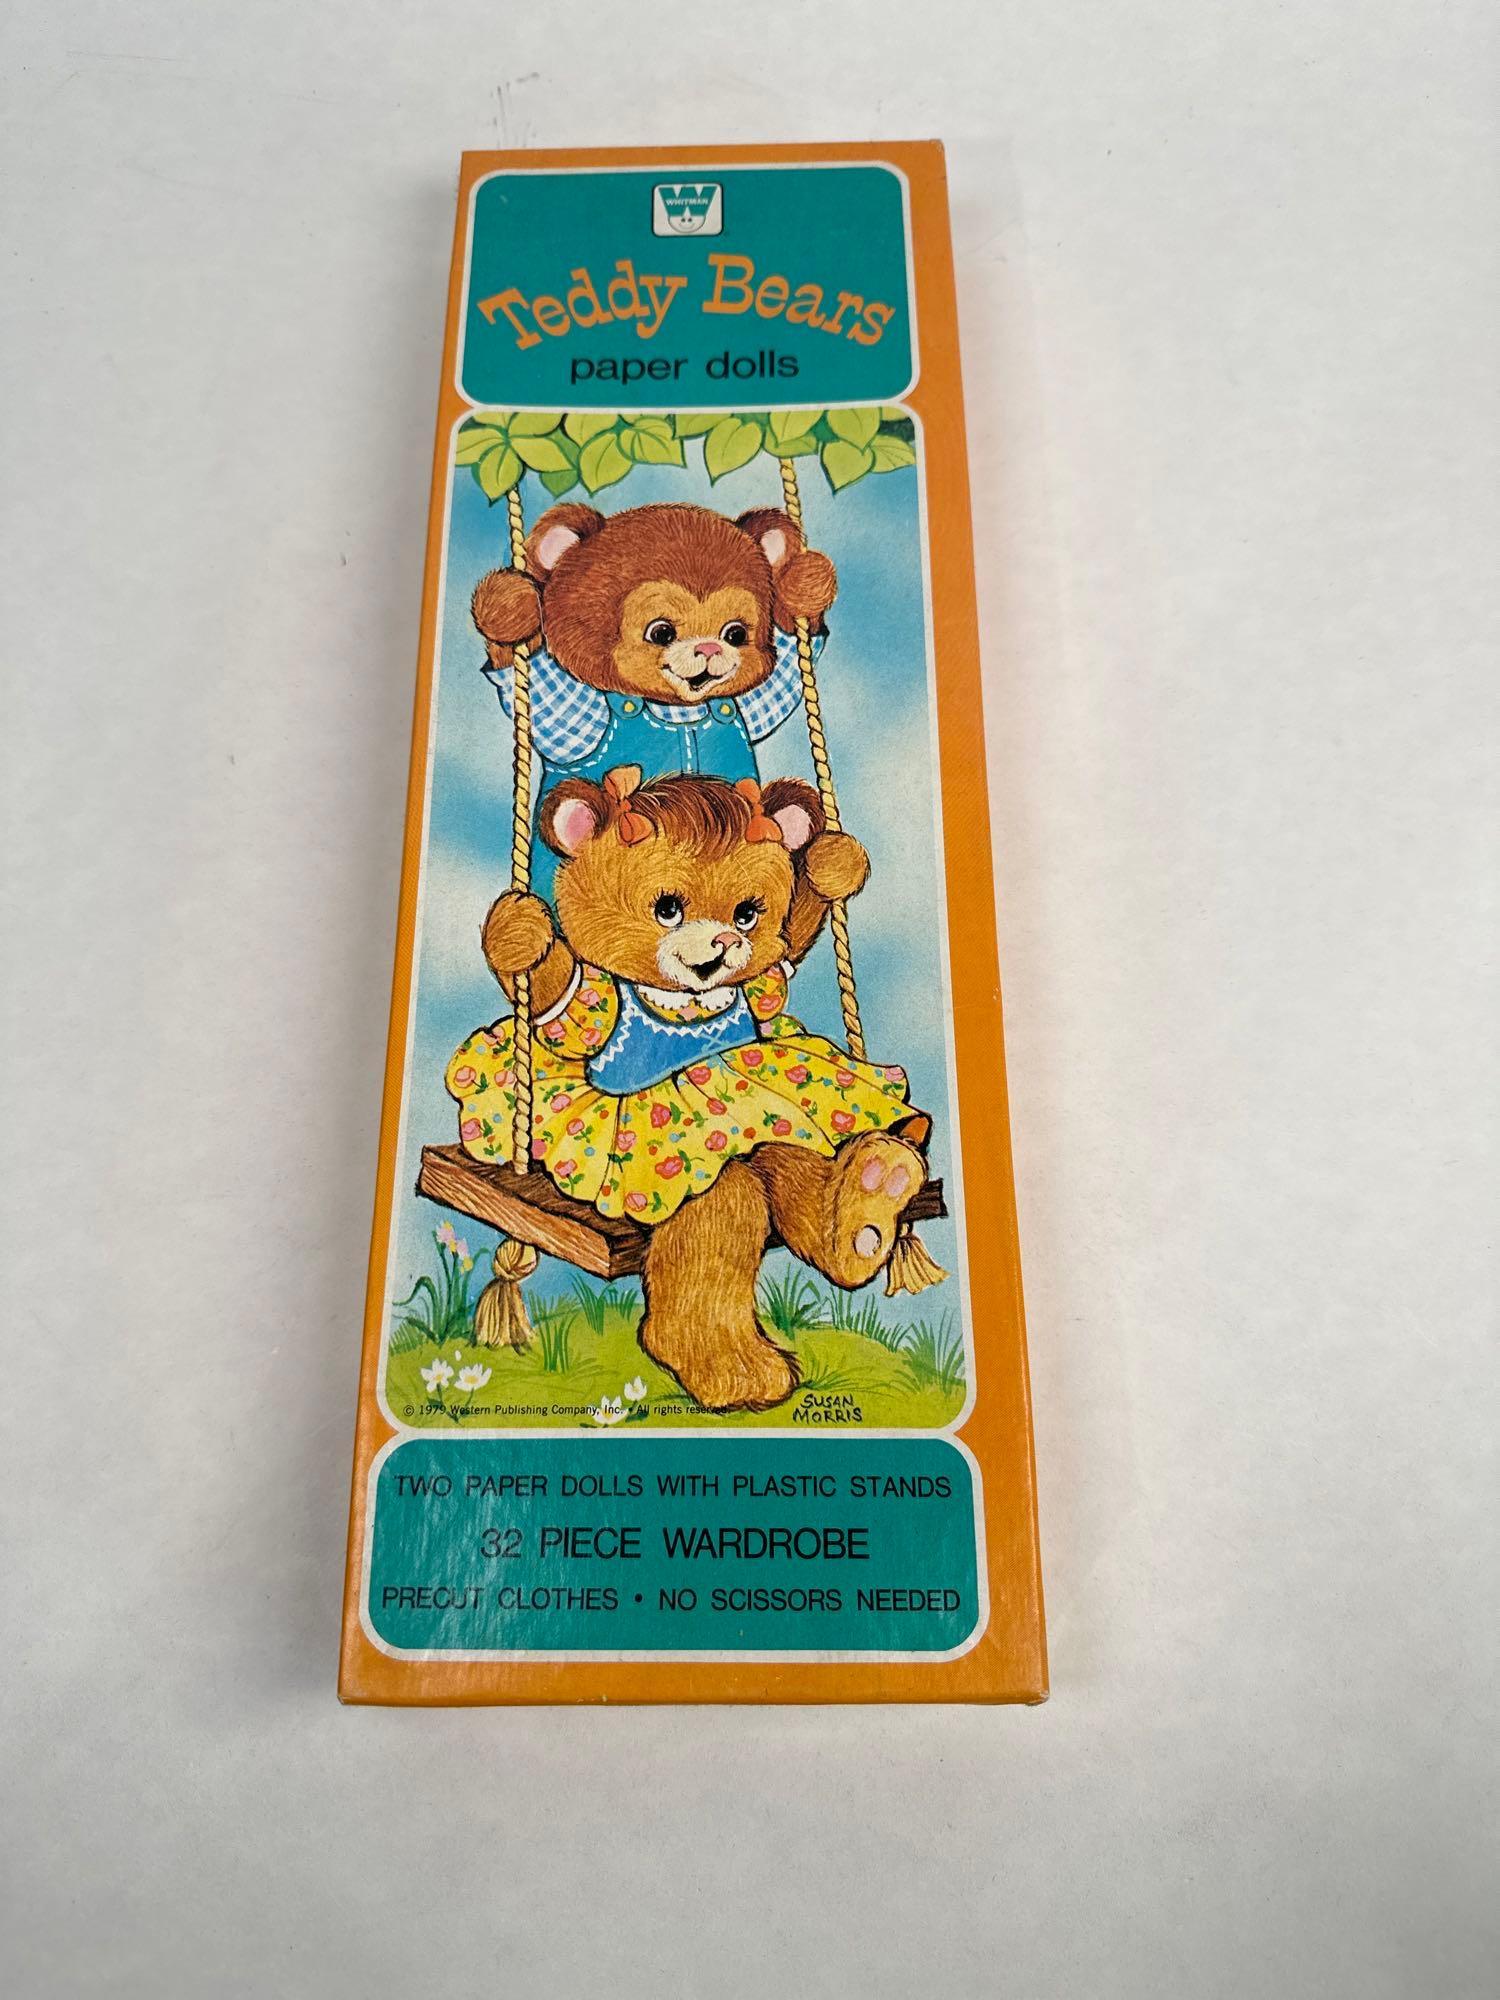 WHITMAN
Teddy Bears
paper dolls
© 1979 Western Publishing Company, Inc. • All rights reserved.
SUSAN
MORRIS
TWO PAPER DOLLS WITH PLASTIC STANDS
32 PIECE WARDROBE
PRECUT CLOTHES • NO SCISSORS NEEDED